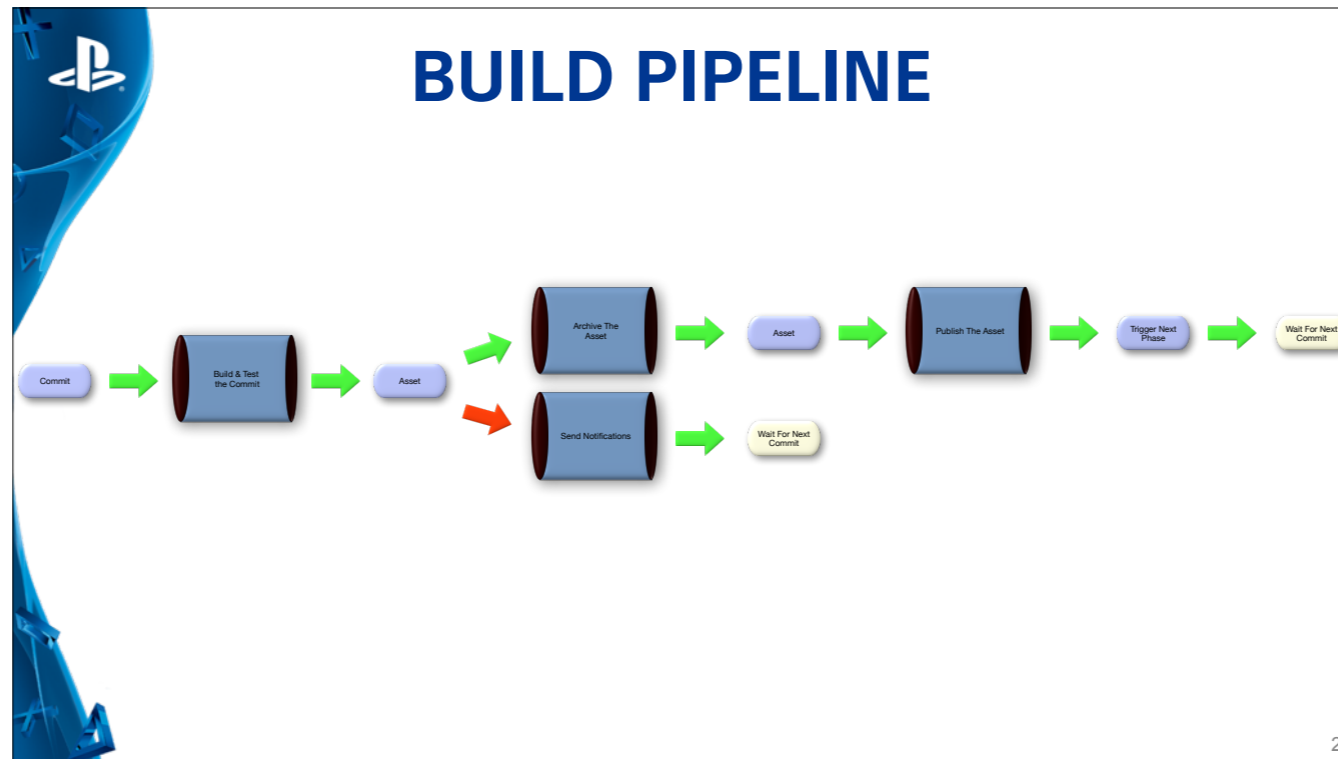 BUILD PIPELINE
Commit
Build & Test
the Commit
Asset
Archive The
Asset
Asset
Publish The Asset
Trigger Next
Phase
Wait For Next
Commit
Send Notifications
Wait For Next
Commit
2